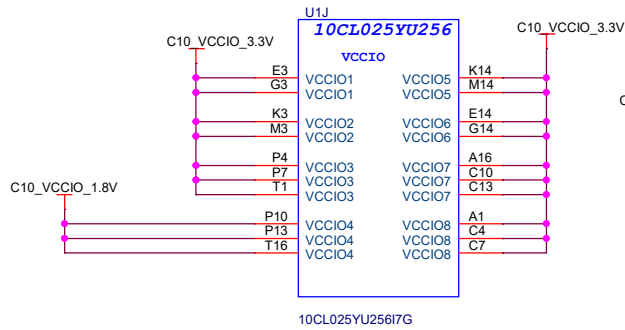 U1J
10CL025YU256
VCCIO
C10_VCCIO_3.3V
C10_VCCIO_3.3V
E3 VCCIO1 VCCIO5 K14
G3 VCCIO1 VCCIO5 M14
K3 VCCIO2 VCCIO6 E14
M3 VCCIO2 VCCIO6 G14
P4 VCCIO3 VCCIO7 A16
P7 VCCIO3 VCCIO7 C10
T1 VCCIO3 VCCIO7 C13
C10_VCCIO_1.8V
P10 VCCIO4 VCCIO8 A1
P13 VCCIO4 VCCIO8 C4
T16 VCCIO4 VCCIO8 C7
10CL025YU256I7G